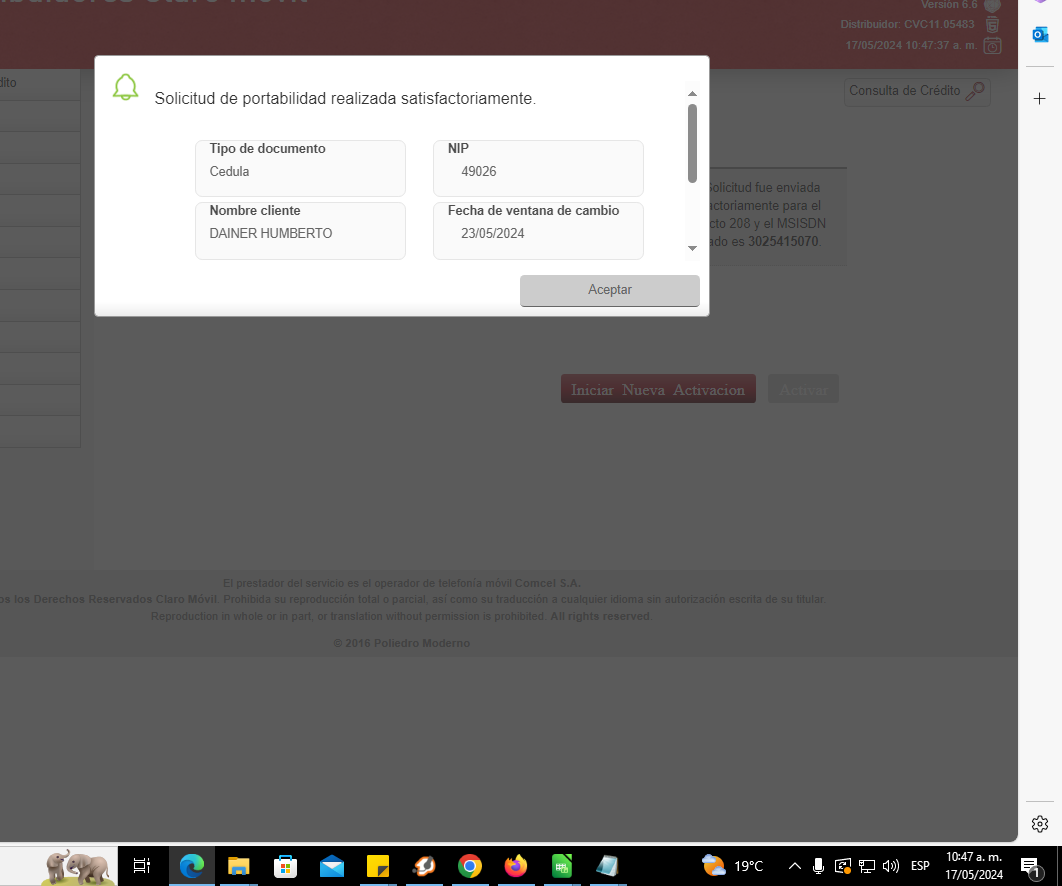 Versión 6.6
Distribuidor: CVC11.05483
17/05/2024 10:47:37 a. m.
dito
Consulta de Crédito
Solicitud de portabilidad realizada satisfactoriamente.
Tipo de documento
Cedula
NIP
49026
Nombre cliente
DAINER HUMBERTO
Fecha de ventana de cambio
23/05/2024
Aceptar
solicitud fue enviada
actoriamente para el
cto 208 y el MSISDN
ado es 3025415070.
Iniciar Nueva Activacion
Activar
El prestador del servicio es el operador de telefonía móvil Comcel S.A.
os los Derechos Reservados Claro Móvil. Prohibida su reproducción total o parcial, así como su traducción a cualquier idioma sin autorización escrita de su titular.
Reproduction in whole or in part, or translation without permission is prohibited. All rights reserved.
© 2016 Poliedro Moderno
19°C
ESP
10:47 a. m.
17/05/2024
1